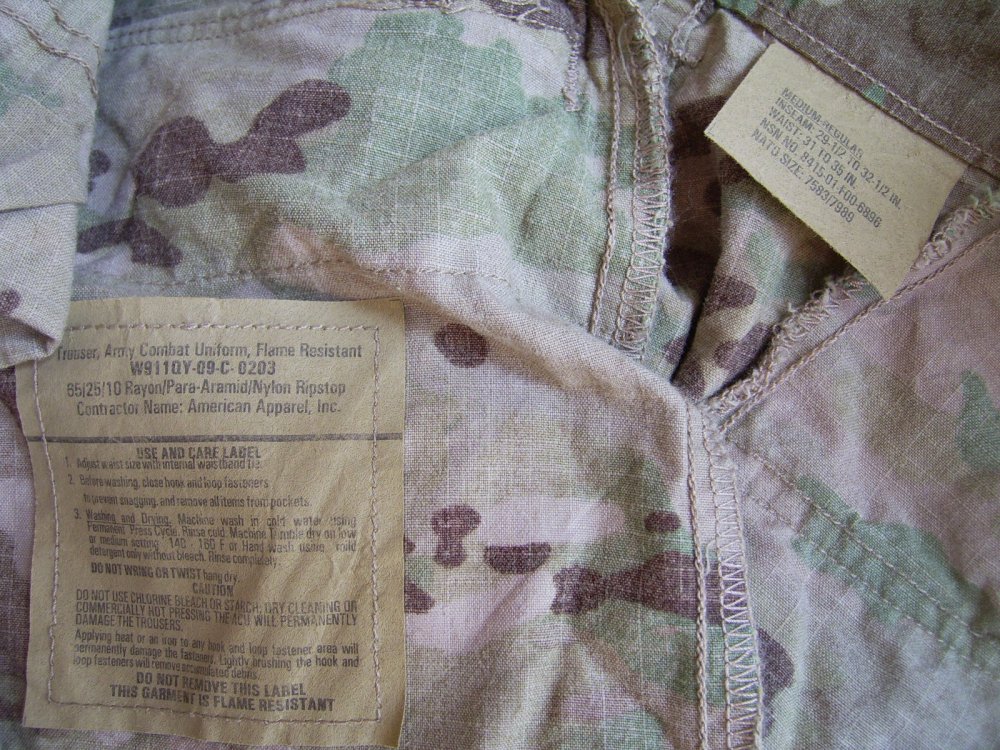 Trouser, Army Combat Uniform, Flame Resistant
W911QY-09-C-0203
65/25/10 Rayon/Para-Aramid/Nylon Ripstop
Contractor Name: American Apparel, Inc.
USE AND CARE LABEL
1. Adjust waist size with internal waistband tie.
2. Before washing, close hook and loop fasteners
to prevent snagging, and remove all items from pockets.
3. Washing and Drying. Machine wash in cold water using
Permanent Press Cycle. Rinse cold. Machine Tumble dry on low
or medium setting, 140 - 160 F or Hand wash using mild
detergent only without bleach. Rinse completely.
DO NOT WRING OR TWIST hang dry.
CAUTION
DO NOT USE CHLORINE BLEACH OR STARCH; DRY CLEANING OR
COMMERCIALLY HOT PRESSING THE ACU WILL PERMANENTLY
DAMAGE THE TROUSERS.
Applying heat or an iron to any hook and loop fastener area will
permanently damage the fasteners. Lightly brushing the hook and
loop fasteners will remove accumulated debris.
DO NOT REMOVE THIS LABEL
THIS GARMENT IS FLAME RESISTANT
MEDIUM-REGULAR
INSEAM: 29-1/2 TO 32-1/2 IN.
WAIST: 31 TO 35 IN.
NSN NO. 8415-01-F00-6896
NATO SIZE: 7583/7989